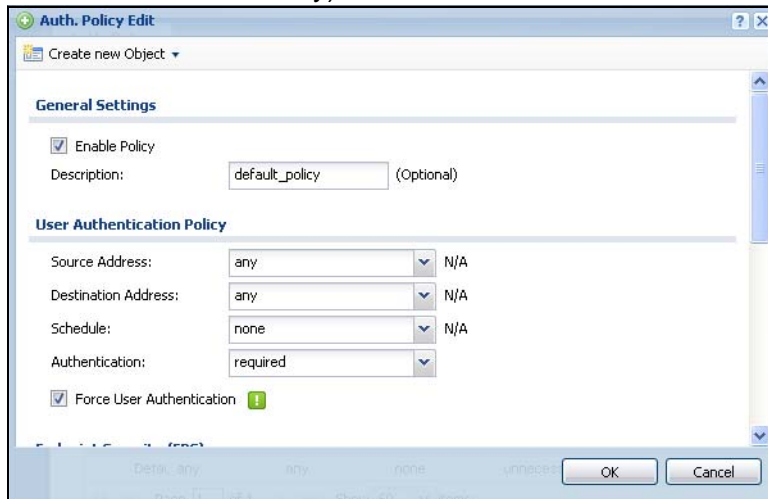 Auth. Policy Edit
Create new Object
General Settings
Enable Policy
Description: default_policy (Optional)
User Authentication Policy
Source Address: any N/A
Destination Address: any N/A
Schedule: none N/A
Authentication: required
Force User Authentication
OK Cancel